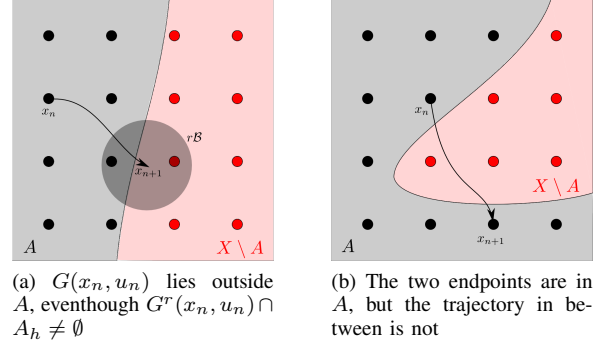 x_n
rB
x_{n+1}
A
X \ A
x_n
X \ A
A
x_{n+1}
(a) G(x_n, u_n) lies outside
A, eventhough G^r(x_n, u_n) ∩
A_h ≠ ∅
(b) The two endpoints are in
A, but the trajectory in be-
tween is not